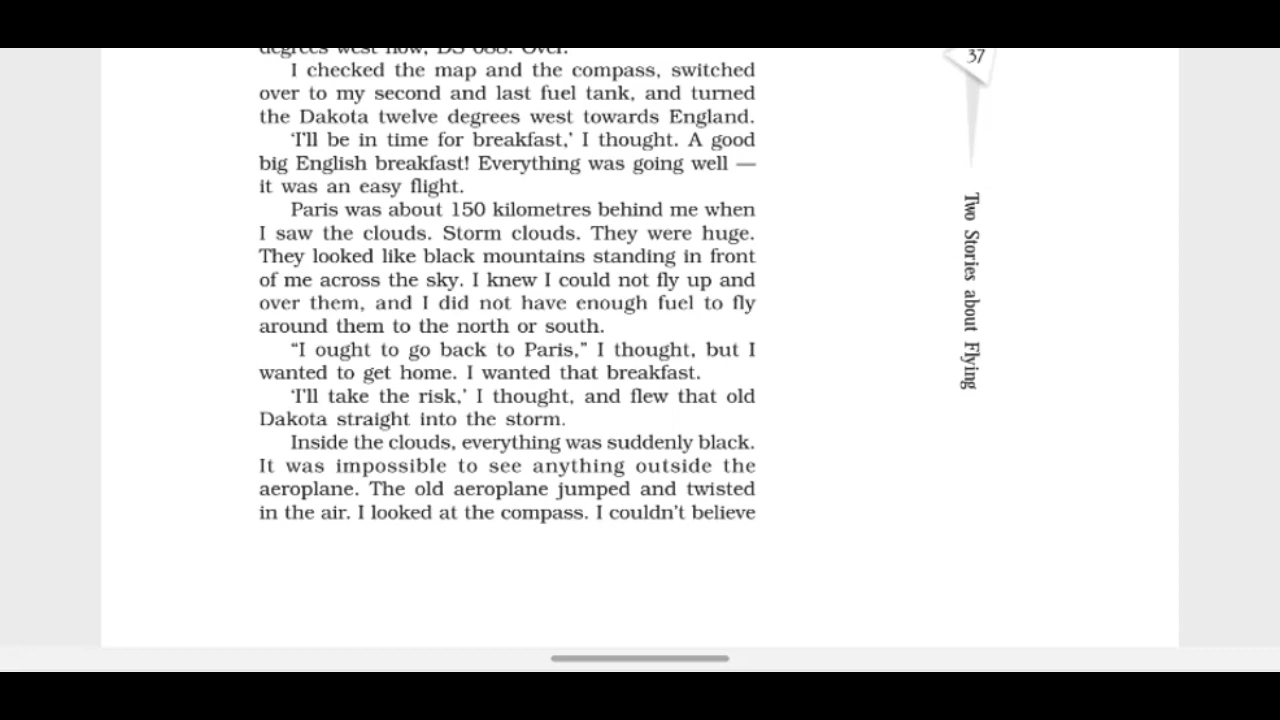 degrees west now, DS 088. Over.
I checked the map and the compass, switched
over to my second and last fuel tank, and turned
the Dakota twelve degrees west towards England.
‘I'll be in time for breakfast,’ I thought. A good
big English breakfast! Everything was going well —
it was an easy flight.
Paris was about 150 kilometres behind me when
I saw the clouds. Storm clouds. They were huge.
They looked like black mountains standing in front
of me across the sky. I knew I could not fly up and
over them, and I did not have enough fuel to fly
around them to the north or south.
“I ought to go back to Paris,” I thought, but I
wanted to get home. I wanted that breakfast.
‘I'll take the risk,’ I thought, and flew that old
Dakota straight into the storm.
Inside the clouds, everything was suddenly black.
It was impossible to see anything outside the
aeroplane. The old aeroplane jumped and twisted
in the air. I looked at the compass. I couldn't believe
37
Two Stories about Flying